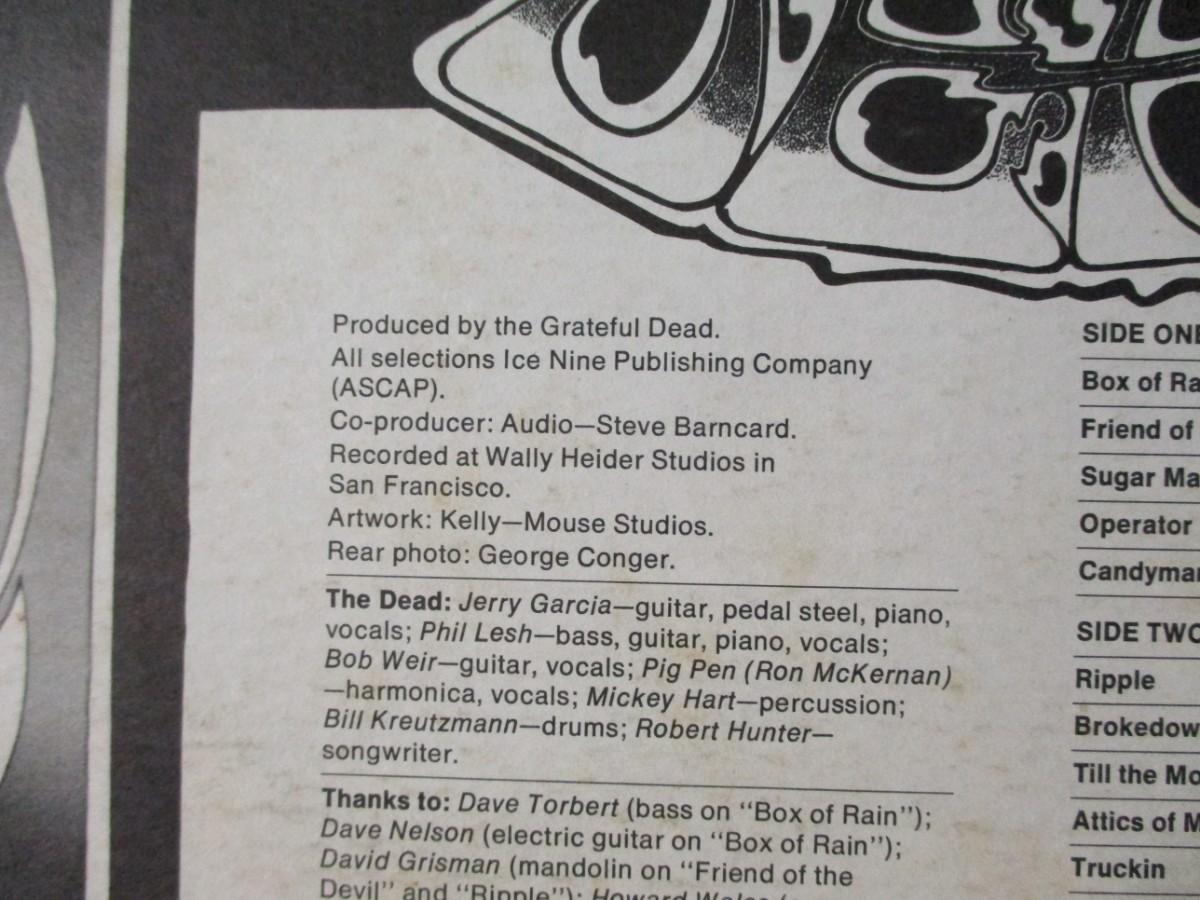 Produced by the Grateful Dead.
All selections Ice Nine Publishing Company
(ASCAP).
Co-producer: Audio—Steve Barncard.
Recorded at Wally Heider Studios in
San Francisco.
Artwork: Kelly—Mouse Studios.
Rear photo: George Conger.
The Dead: Jerry Garcia—guitar, pedal steel, piano,
vocals; Phil Lesh—bass, guitar, piano, vocals;
Bob Weir—guitar, vocals; Pig Pen (Ron McKernan)
—harmonica, vocals; Mickey Hart—percussion;
Bill Kreutzmann—drums; Robert Hunter—
songwriter.
Thanks to: Dave Torbert (bass on "Box of Rain");
Dave Nelson (electric guitar on "Box of Rain");
David Grisman (mandolin on "Friend of the
Devil" and "Ripple"); Howard
SIDE ONE
Box of Ra
Friend of
Sugar Ma
Operator
Candyman
SIDE TWO
Ripple
Brokedow
Till the Mo
Attics of M
Truckin